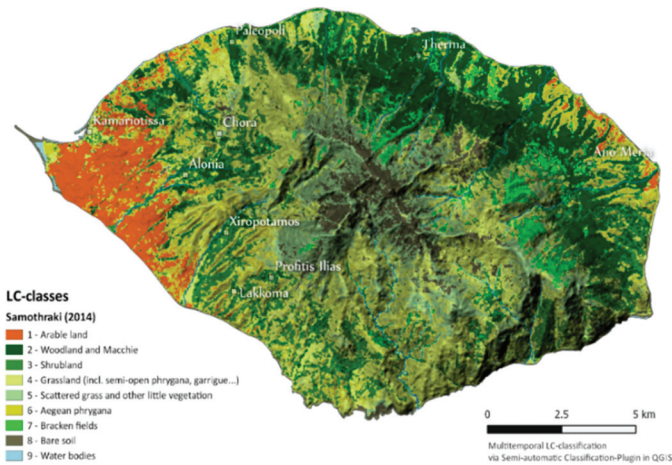 Paleopoli
Therma
Kamariotissa
Chora
Ano Meria
Alonia
Xiropotamos
Profitis Ilias
Lakkoma
LC-classes
Samothraki (2014)
1 - Arable land
2 - Woodland and Macchie
3 - Shrubland
4 - Grassland (incl. semi-open phrygana, garrigue...)
5 - Scattered grass and other little vegetation
6 - Aegean phrygana
7 - Bracken fields
8 - Bare soil
9 - Water bodies
0 2.5 5 km
Multitemporal LC-classification
via Semi-automatic Classification-Plugin in QGIS